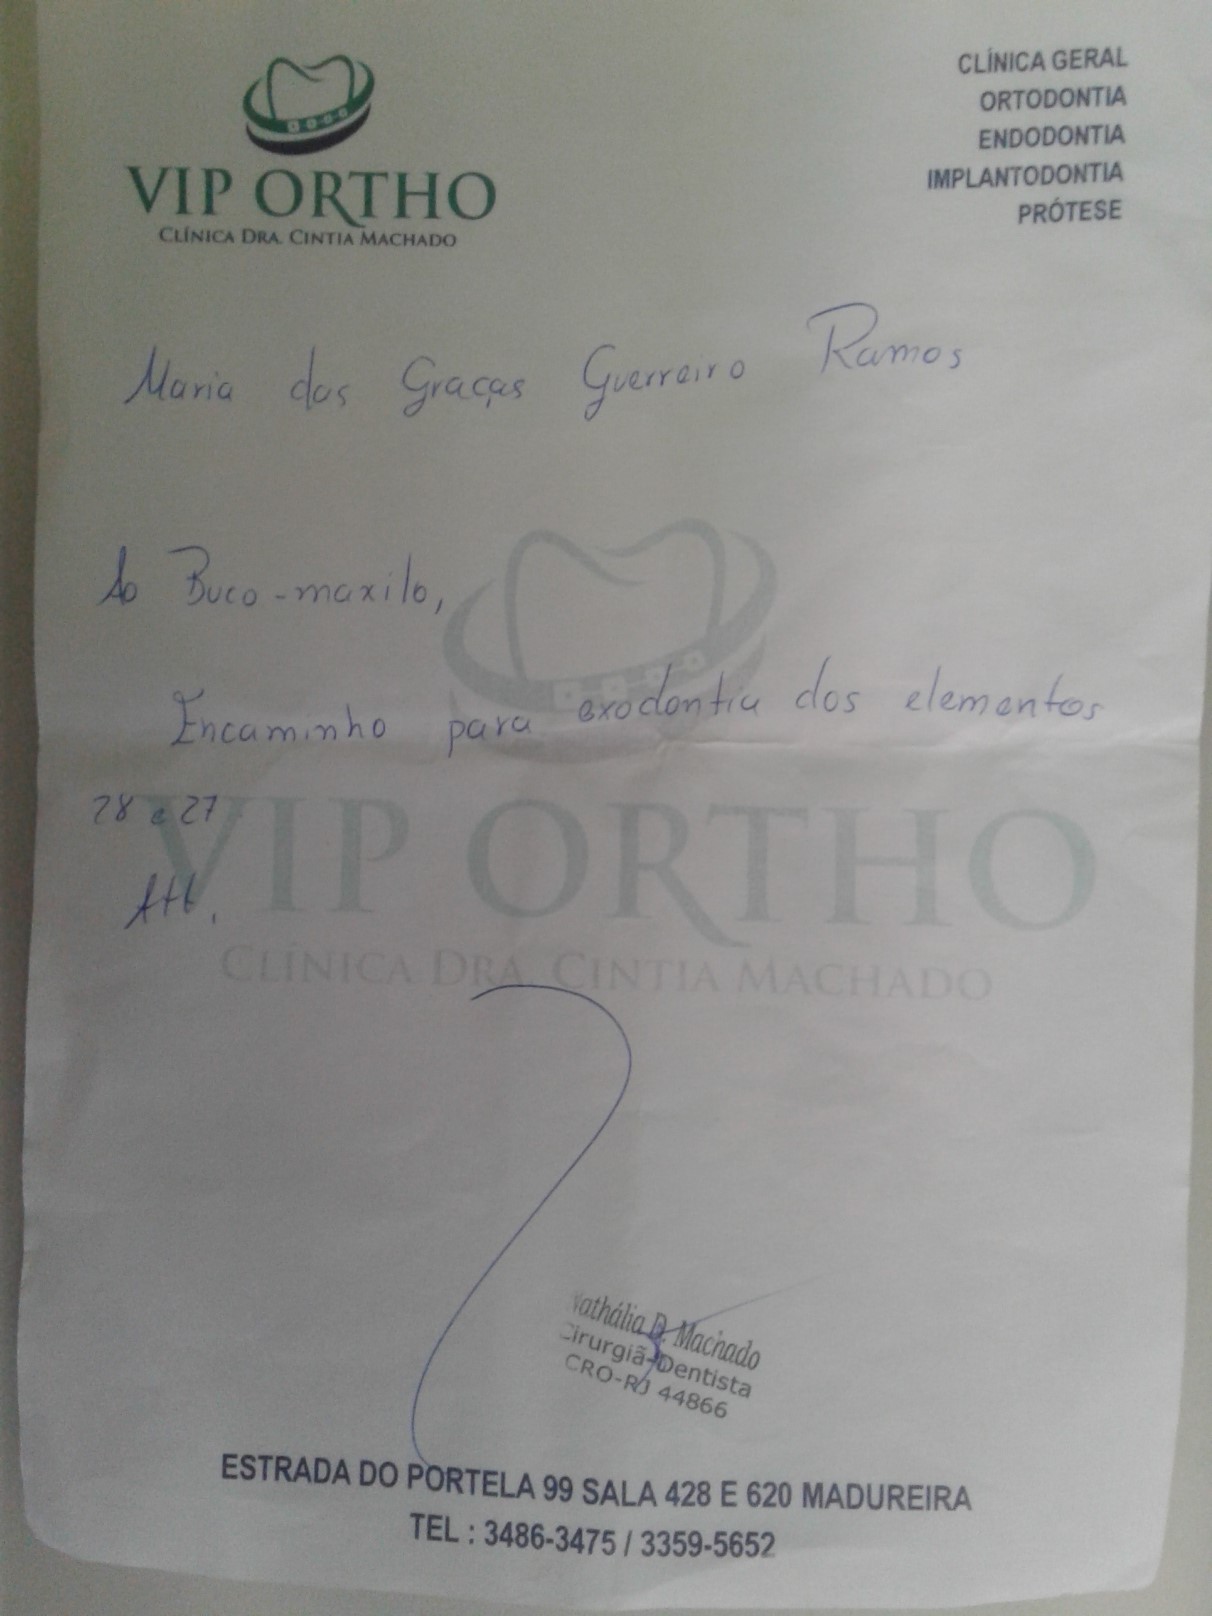 VIP ORTHO
CLÍNICA DRA. CINTIA MACHADO
CLÍNICA GERAL
ORTODONTIA
ENDODONTIA
IMPLANTODONTIA
PRÓTESE
Maria das Graças Guerreiro Ramos
Ao Buco-maxilo,
Encaminho para exodontia dos elementos
28 e 27
Att.
VIP ORTHO
CLÍNICA DRA. CINTIA MACHADO
Nathália D. Machado
Cirurgiã-Dentista
CRO-RJ 44866
ESTRADA DO PORTELA 99 SALA 428 E 620 MADUREIRA
TEL : 3486-3475 / 3359-5652